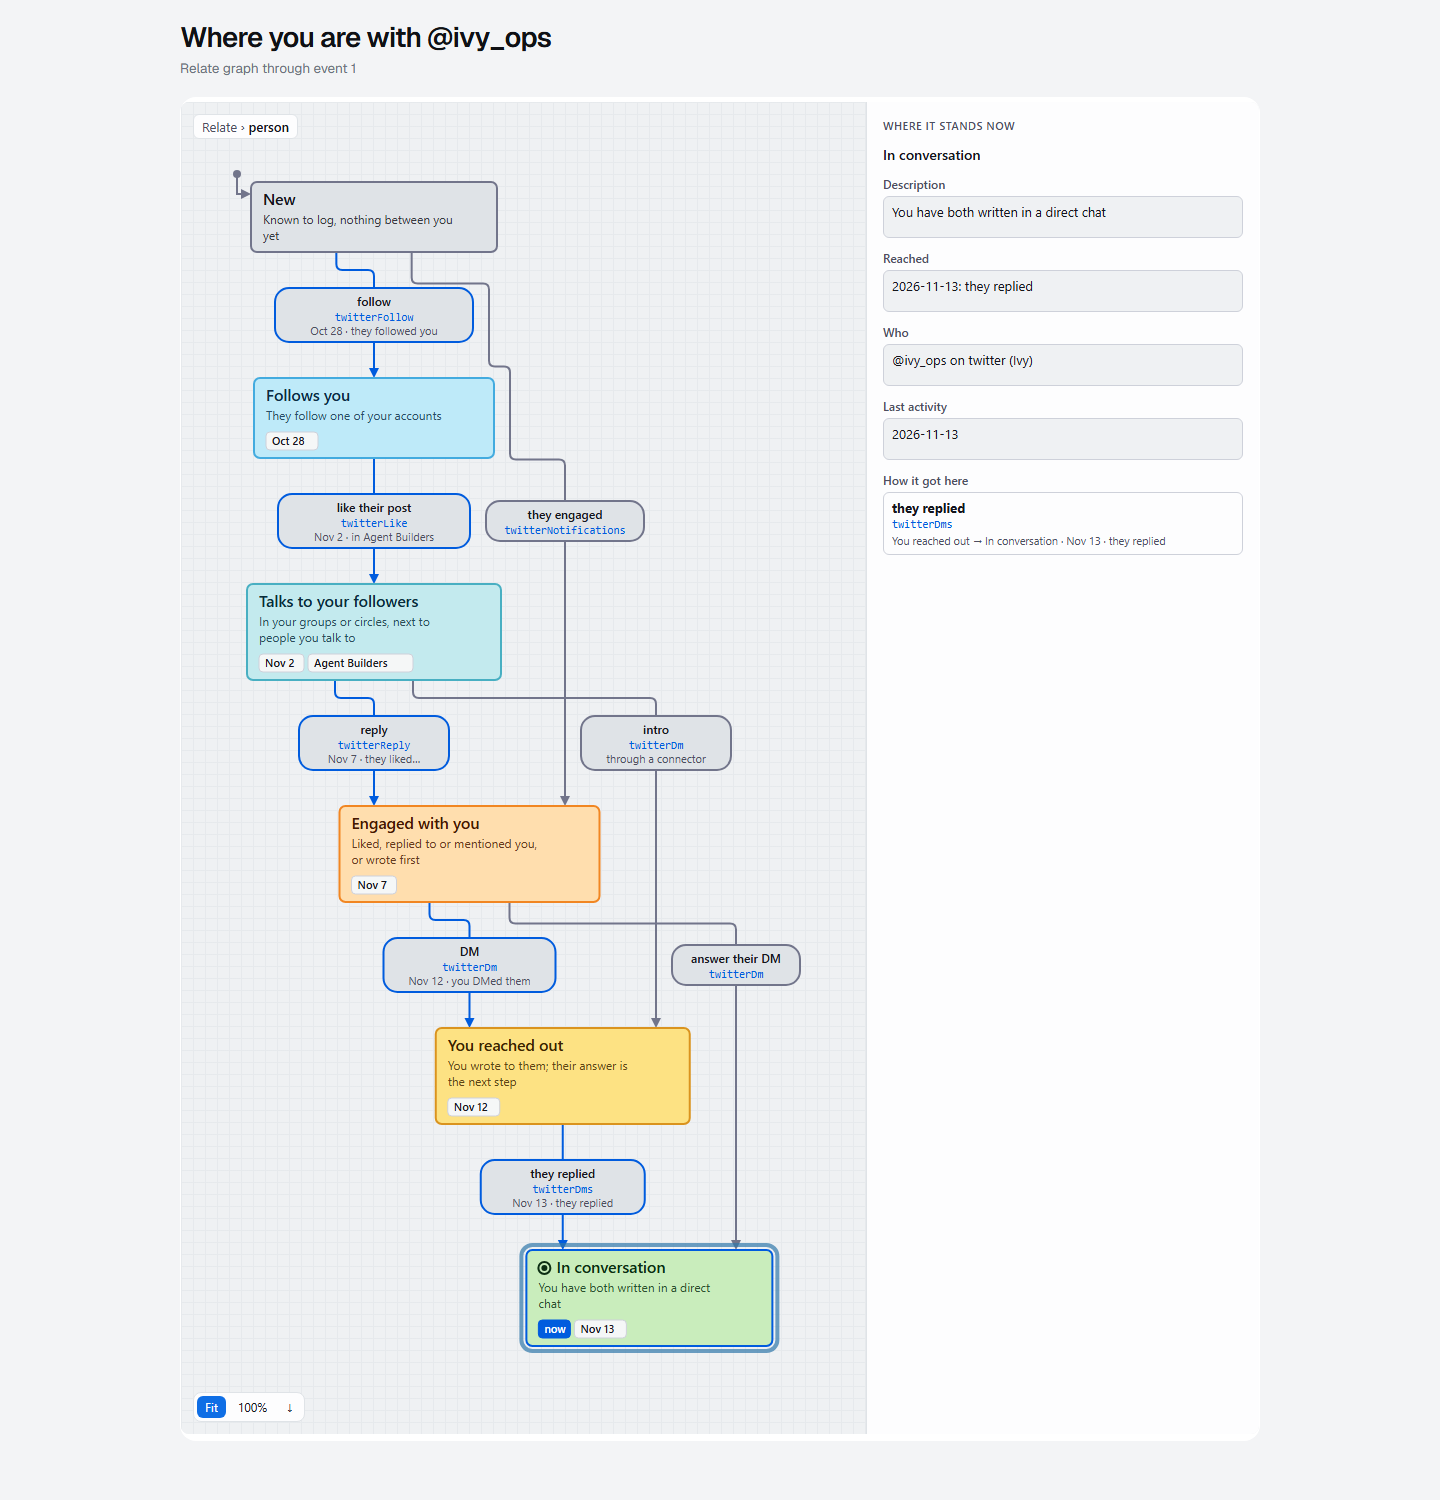 Where you are with @ivy_ops
Relate graph through event 1
Relate › person
New
Known to log, nothing between you
yet
follow
twitterFollow
Oct 28 · they followed you
Follows you
They follow one of your accounts
Oct 28
like their post
twitterLike
Nov 2 · in Agent Builders
they engaged
twitterNotifications
Talks to your followers
In your groups or circles, next to
people you talk to
Nov 2
Agent Builders
reply
twitterReply
Nov 7 · they liked...
intro
twitterDm
through a connector
Engaged with you
Liked, replied to or mentioned you,
or wrote first
Nov 7
DM
twitterDm
Nov 12 · you DMed them
answer their DM
twitterDm
You reached out
You wrote to them; their answer is
the next step
Nov 12
they replied
twitterDms
Nov 13 · they replied
In conversation
You have both written in a direct
chat
now
Nov 13
Fit
100%
↓
WHERE IT STANDS NOW
In conversation
Description
You have both written in a direct chat
Reached
2026-11-13: they replied
Who
@ivy_ops on twitter (Ivy)
Last activity
2026-11-13
How it got here
they replied
twitterDms
You reached out → In conversation · Nov 13 · they replied